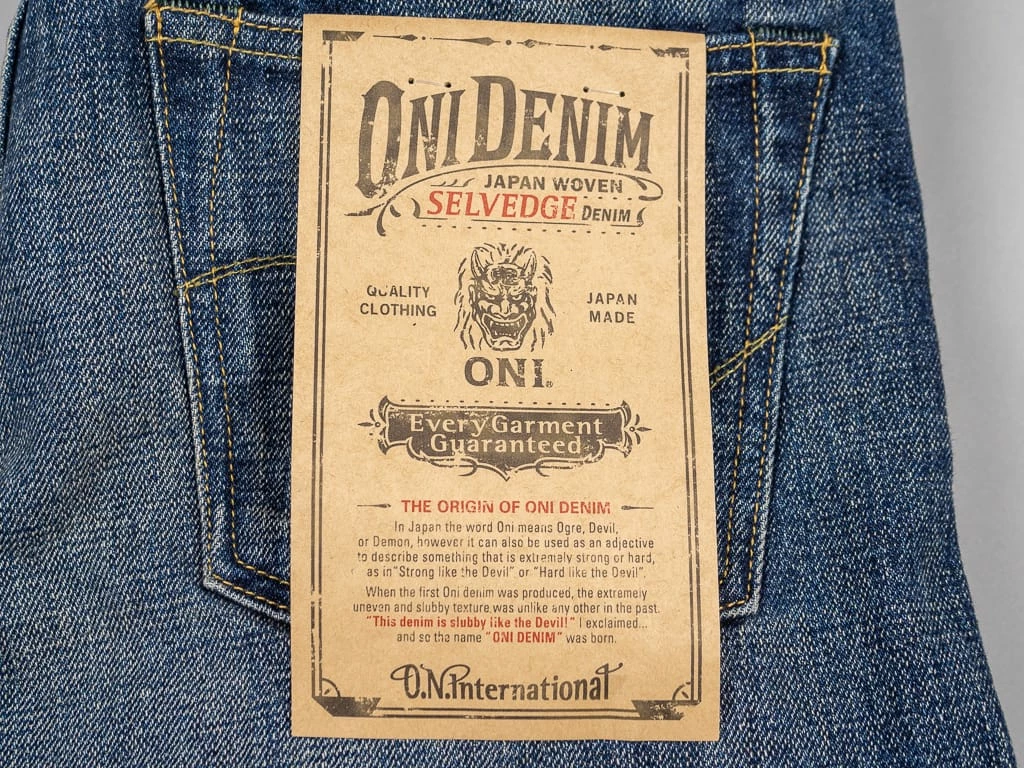 ONI DENIM
JAPAN WOVEN
SELVEDGE DENIM
QUALITY
CLOTHING
JAPAN
MADE
ONI®
Every Garment
Guaranteed
THE ORIGIN OF ONI DENIM
In Japan the word Oni means Ogre, Devil,
or Demon, however it can also be used as an adjective
to describe something that is extremely strong or hard,
as in "Strong like the Devil" or "Hard like the Devil".
When the first Oni denim was produced, the extremely
uneven and slubby texture was unlike any other in the past.
"This denim is slubby like the Devil!" I exclaimed...
and so the name "ONI DENIM" was born.
O.N.International